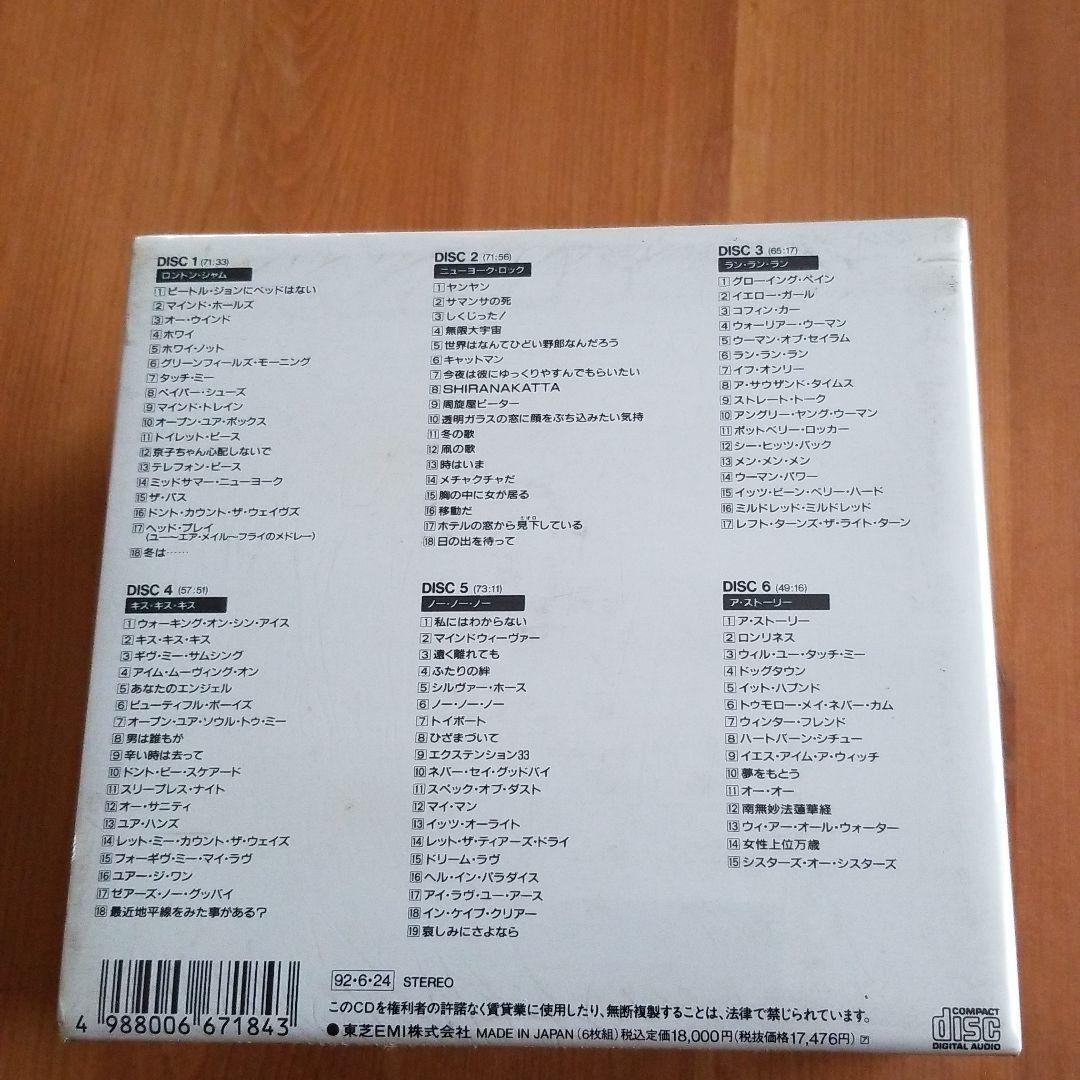 DISC 1 (71:33)
ロンドン・ジャム
1 ビートル・ジョンにベッドはない
2 マインド・ホールズ
3 オー・ウインド
4 ホワイ
5 ホワイ・ノット
6 グリーンフィールズ・モーニング
7 タッチ・ミー
8 ペイパー・シューズ
9 マインド・トレイン
10 オープン・ユア・ボックス
11 トイレット・ピース
12 京子ちゃん心配しないで
13 テレフォン・ピース
14 ミッドサマー・ニューヨーク
15 ザ・パス
16 ドント・カウント・ザ・ウェイヴズ
17 ヘッド・プレイ
(ユー〜エア・メイル〜フライのメドレー)
18 冬は……
DISC 2 (71:56)
ニューヨーク・ロック
1 ヤンヤン
2 サマンサの死
3 しくじった!
4 無限大宇宙
5 世界はなんてひどい野郎なんだろう
6 キャットマン
7 今夜は彼にゆっくりやすんでもらいたい
8 SHIRANAKATTA
9 周旋屋ピーター
10 透明ガラスの窓に顔をぶち込みたい気持
11 冬の歌
12 凧の歌
13 時はいま
14 メチャクチャだ
15 胸の中に女が居る
16 移動だ
17 ホテルの窓から見下している
18 日の出を待って
DISC 3 (65:17)
ラン・ラン・ラン
1 グローイング・ペイン
2 イエロー・ガール
3 コフィン・カー
4 ウォーリアー・ウーマン
5 ウーマン・オブ・セイラム
6 ラン・ラン・ラン
7 イフ・オンリー
8 ア・サウザンド・タイムス
9 ストレート・トーク
10 アングリー・ヤング・ウーマン
11 ポットベリー・ロッカー
12 シー・ヒッツ・バック
13 メン・メン・メン
14 ウーマン・パワー
15 イッツ・ビーン・ベリー・ハード
16 ミルドレッド・ミルドレッド
17 レフト・ターンズ・ザ・ライト・ターン
DISC 4 (57:51)
キス・キス・キス
1 ウォーキング・オン・シン・アイス
2 キス・キス・キス
3 ギヴ・ミー・サムシング
4 アイム・ムーヴィング・オン
5 あなたのエンジェル
6 ビューティフル・ボーイズ
7 オープン・ユア・ソウル・トゥ・ミー
8 男は誰もが
9 辛い時は去って
10 ドント・ビー・スケアード
11 スリープレス・ナイト
12 オー・サニティ
13 ユア・ハンズ
14 レット・ミー・カウント・ザ・ウェイズ
15 フォーギヴ・ミー・マイ・ラヴ
16 ユアー・ジ・ワン
17 ゼアーズ・ノー・グッバイ
18 最近地平線をみた事がある?
DISC 5 (73:11)
ノー・ノー・ノー
1 私にはわからない
2 マインドウィーヴァー
3 遠く離れても
4 ふたりの絆
5 シルヴァー・ホース
6 ノー・ノー・ノー
7 トイボート
8 ひざまづいて
9 エクステンション33
10 ネバー・セイ・グッドバイ
11 スペック・オブ・ダスト
12 マイ・マン
13 イッツ・オーライト
14 レット・ザ・ティアーズ・ドライ
15 ドリーム・ラヴ
16 ヘル・イン・パラダイス
17 アイ・ラヴ・ユー・アース
18 イン・ケイプ・クリアー
19 哀しみにさよなら
DISC 6 (49:16)
ア・ストーリー
1 ア・ストーリー
2 ロンリネス
3 ウィル・ユー・タッチ・ミー
4 ドッグタウン
5 イット・ハプンド
6 トゥモロー・メイ・ネバー・カム
7 ウィンター・フレンド
8 ハートバーン・シチュー
9 イエス・アイム・ア・ウィッチ
10 夢をもとう
11 オー・オー
12 南無妙法蓮華経
13 ウィ・アー・オール・ウォーター
14 女性上位万歳
15 シスターズ・オー・シスターズ
4 988006 671843
92・6・24 STEREO
このCDを権利者の許諾なく賃貸業に使用したり、無断複製することは、法律で禁じられています。
●東芝EMI株式会社 MADE IN JAPAN (6枚組) 税込定価18,000円(税抜価格17,476円)
COMPACT
disc
DIGITAL AUDIO